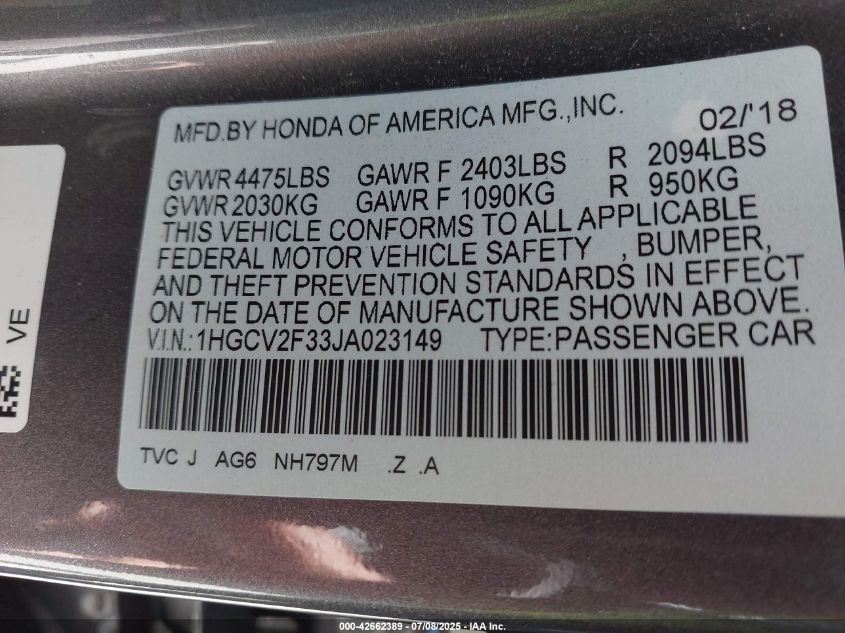 MFD.BY HONDA OF AMERICA MFG.,INC. 02/'18
GVWR 4475LBS GAWR F 2403LBS R 2094LBS
GVWR 2030KG GAWR F 1090KG R 950KG
THIS VEHICLE CONFORMS TO ALL APPLICABLE
FEDERAL MOTOR VEHICLE SAFETY , BUMPER,
AND THEFT PREVENTION STANDARDS IN EFFECT
ON THE DATE OF MANUFACTURE SHOWN ABOVE.
V.I.N.:1HGCV2F33JA023149 TYPE:PASSENGER CAR
TVC J AG6 NH797M .Z .A
VE
000-42662389 - 07/08/2025 - IAA Inc.